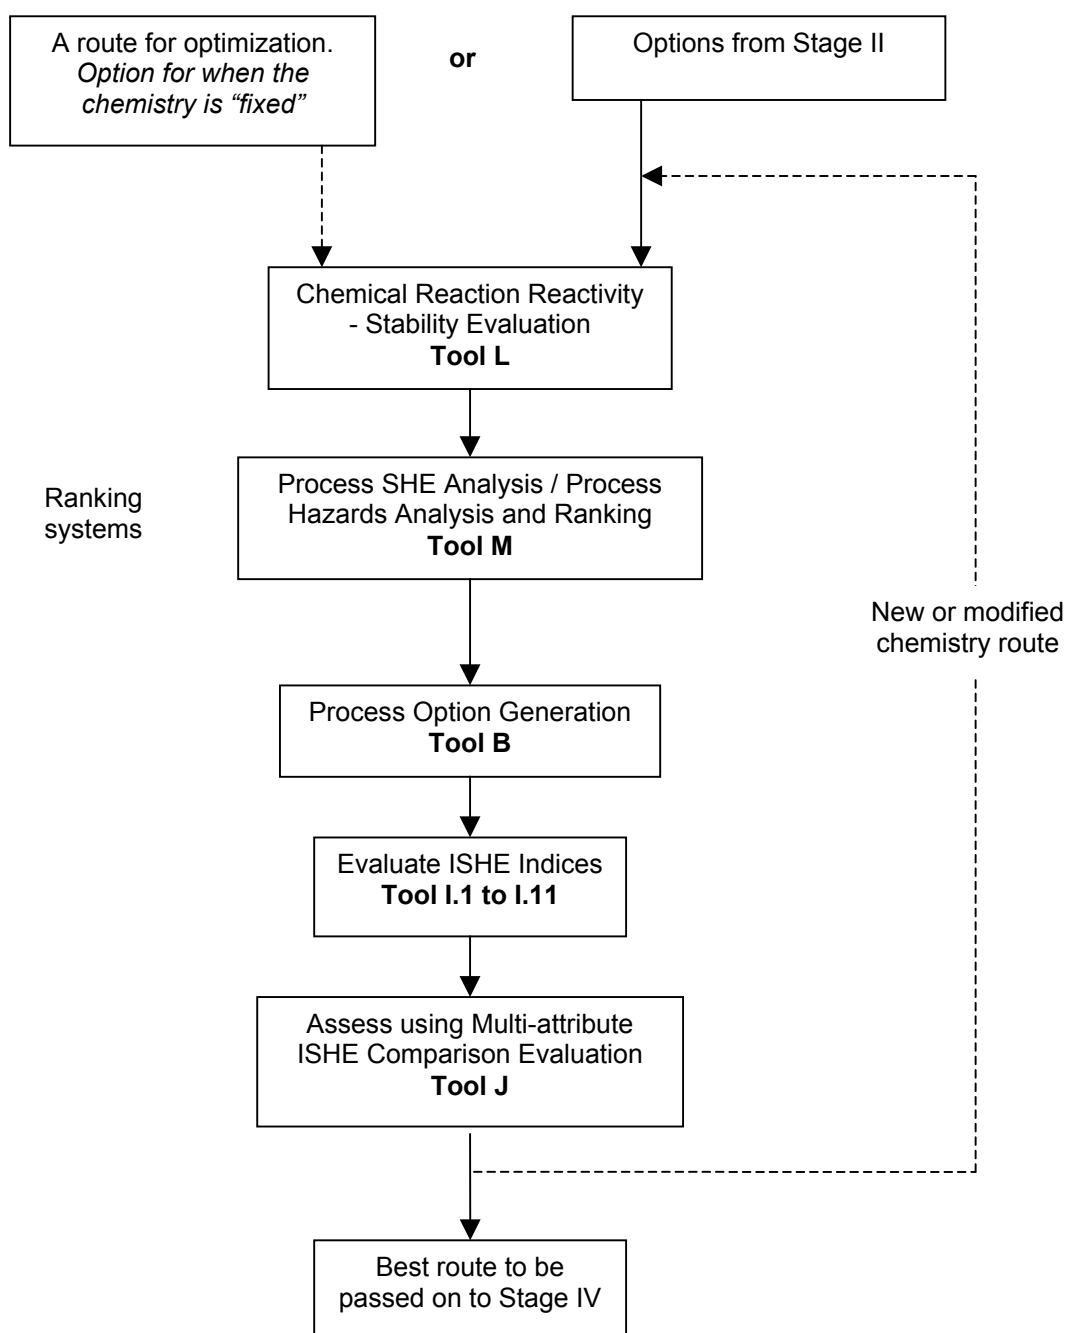 A route for optimization.
Option for when the
chemistry is “fixed”
or
Options from Stage II
Chemical Reaction Reactivity
- Stability Evaluation
Tool L
Ranking
systems
Process SHE Analysis / Process
Hazards Analysis and Ranking
Tool M
New or modified
chemistry route
Process Option Generation
Tool B
Evaluate ISHE Indices
Tool I.1 to I.11
Assess using Multi-attribute
ISHE Comparison Evaluation
Tool J
Best route to be
passed on to Stage IV